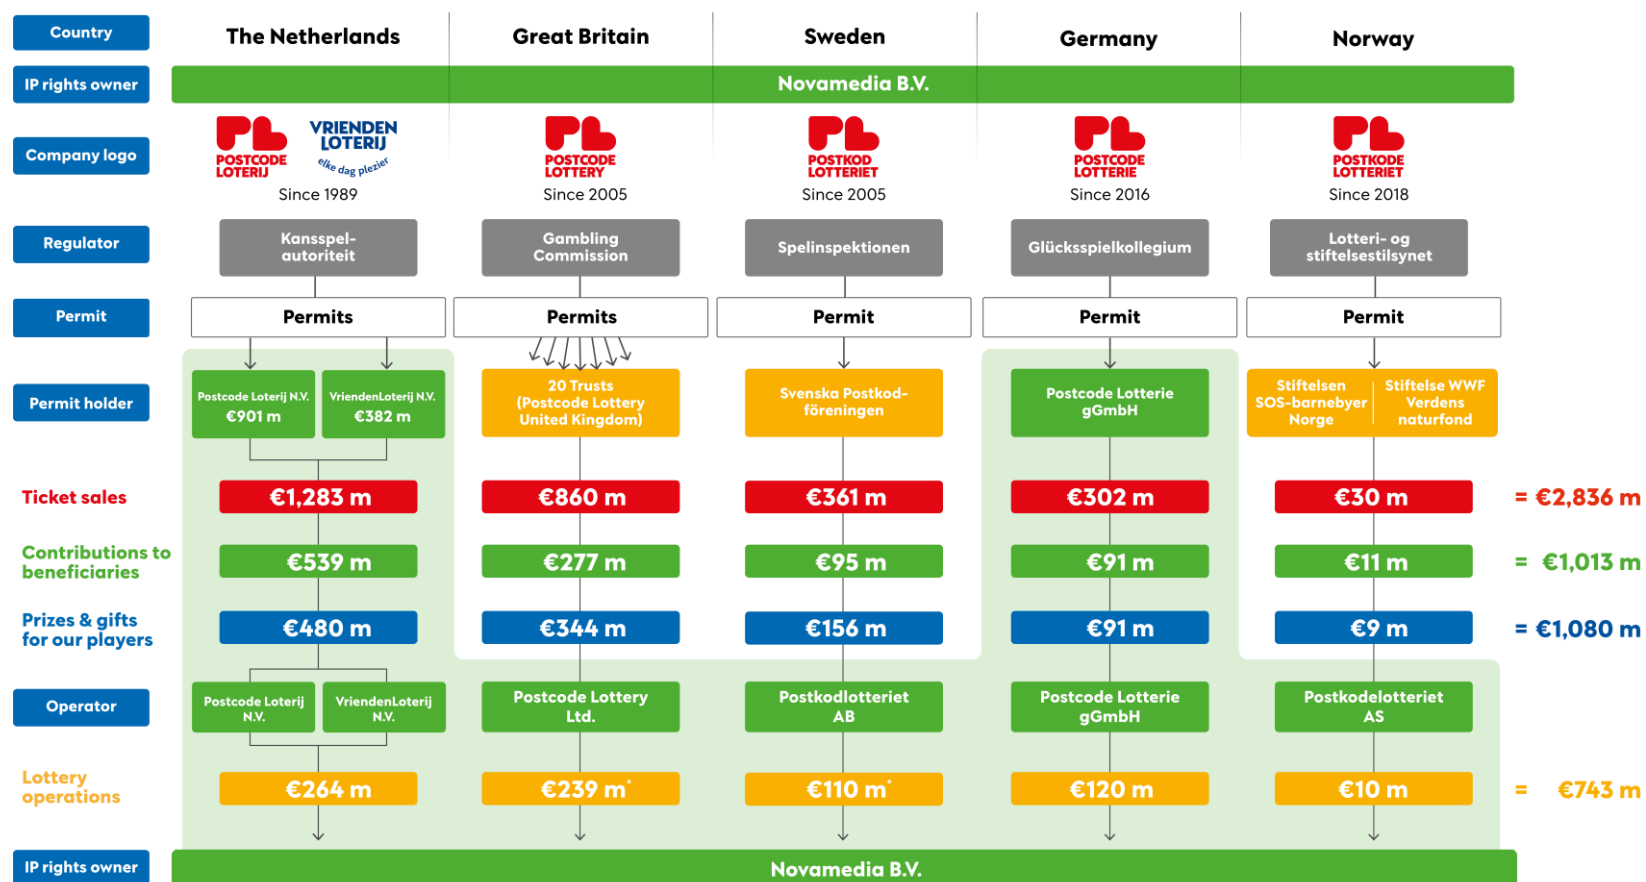 Country
The Netherlands
Great Britain
Sweden
Germany
Norway
IP rights owner
Novamedia B.V.
Company logo
POSTCODE
LOTERIJ
VRIENDEN
LOTERIJ
elke dag plezier
Since 1989
POSTCODE
LOTTERY
Since 2005
POSTKOD
LOTTERIET
Since 2005
POSTCODE
LOTTERIE
Since 2016
POSTKODE
LOTTERIET
Since 2018
Regulator
Kansspel-
autoriteit
Gambling
Commission
Spelinspektionen
Glücksspielkollegium
Lotteri- og
stiftelsestilsynet
Permit
Permits
Permits
Permit
Permit
Permit
Permit holder
Postcode Loterij N.V.
€901 m
VriendenLoterij N.V.
€382 m
20 Trusts
(Postcode Lottery
United Kingdom)
Svenska Postkod-
föreningen
Postcode Lotterie
gGmbH
Stiftelsen
SOS-barnebyer
Norge
Stiftelse WWF
Verdens
naturfond
Ticket sales
€1,283 m
€860 m
€361 m
€302 m
€30 m
= €2,836 m
Contributions to
beneficiaries
€539 m
€277 m
€95 m
€91 m
€11 m
= €1,013 m
Prizes & gifts
for our players
€480 m
€344 m
€156 m
€91 m
€9 m
= €1,080 m
Operator
Postcode Loterij
N.V.
VriendenLoterij
N.V.
Postcode Lottery
Ltd.
Postkodlotteriet
AB
Postcode Lotterie
gGmbH
Postkodelotteriet
AS
Lottery
operations
€264 m
€239 m*
€110 m*
€120 m
€10 m
= €743 m
IP rights owner
Novamedia B.V.